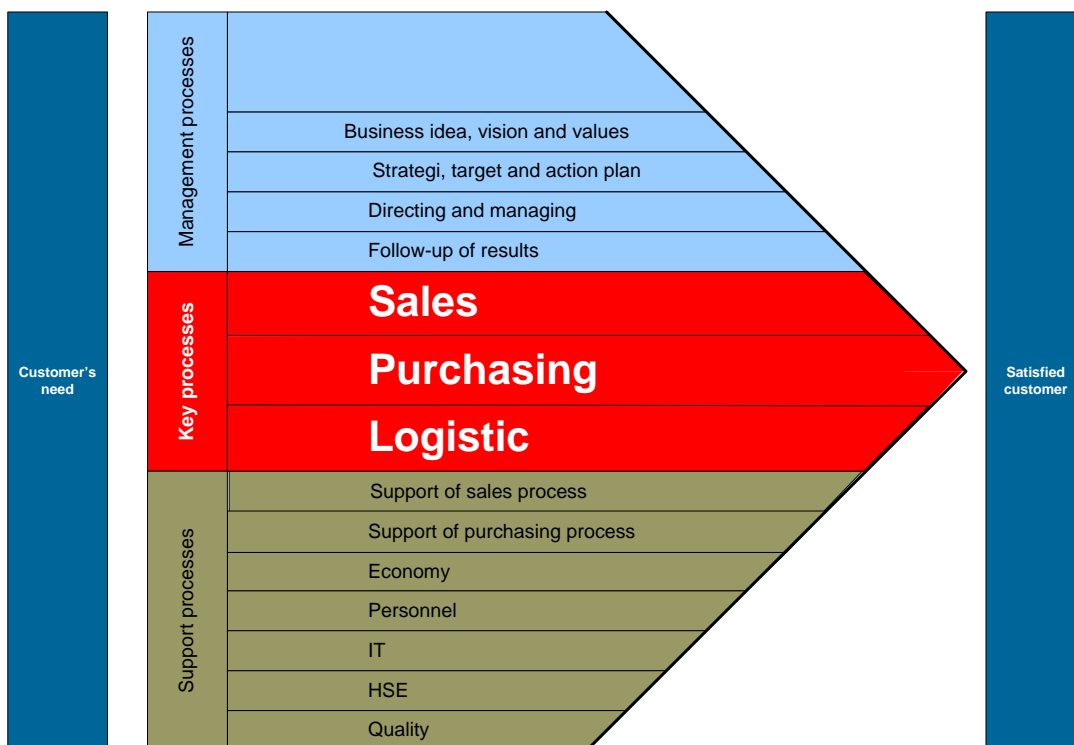 Customer's
need
Management processes
Business idea, vision and values
Strategi, target and action plan
Directing and managing
Follow-up of results
Key processes
Sales
Purchasing
Logistic
Support processes
Support of sales process
Support of purchasing process
Economy
Personnel
IT
HSE
Quality
Satisfied
customer